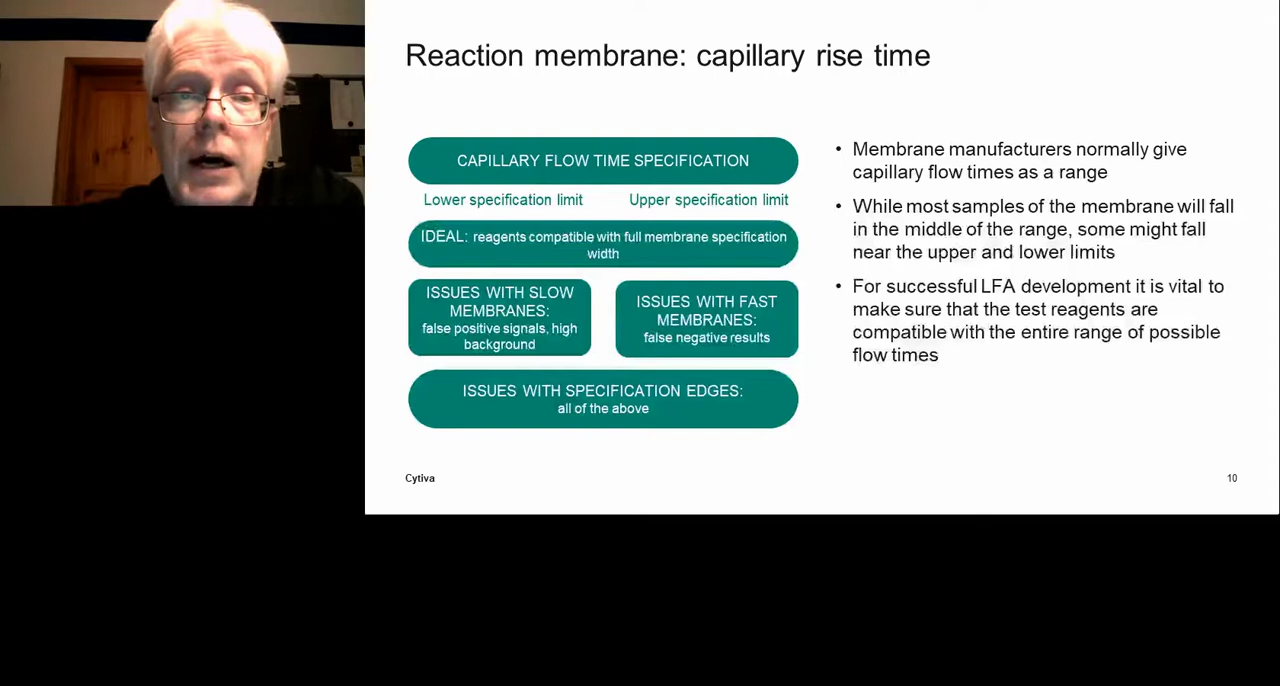 Reaction membrane: capillary rise time
CAPILLARY FLOW TIME SPECIFICATION
Lower specification limit
Upper specification limit
IDEAL: reagents compatible with full membrane specification
width
ISSUES WITH SLOW
MEMBRANES:
false positive signals, high
background
ISSUES WITH FAST
MEMBRANES:
false negative results
ISSUES WITH SPECIFICATION EDGES:
all of the above
• Membrane manufacturers normally give
capillary flow times as a range
• While most samples of the membrane will fall
in the middle of the range, some might fall
near the upper and lower limits
• For successful LFA development it is vital to
make sure that the test reagents are
compatible with the entire range of possible
flow times
Cytiva
10